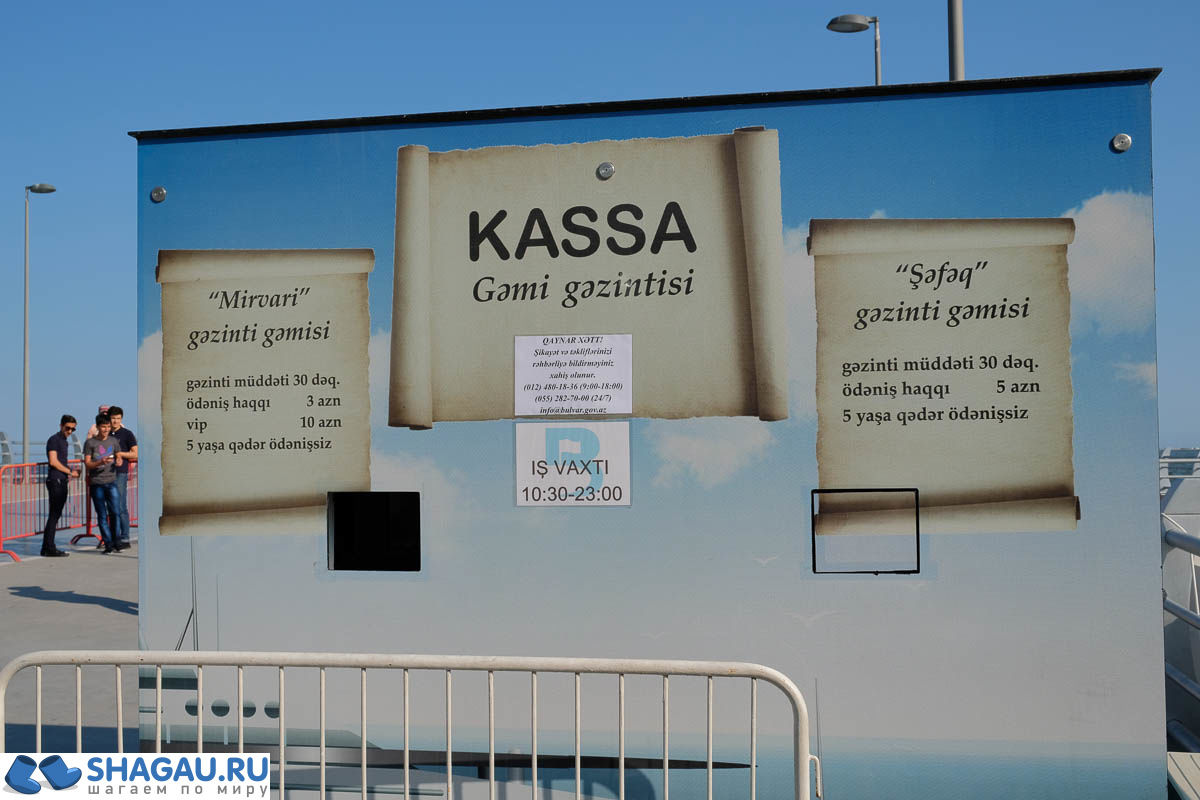 KASSA
Gəmi gəzintisi
"Mirvari"
gəzinti gəmisi
gəzinti müddəti 30 dəq.
ödəniş haqqı 3 azn
vip 10 azn
5 yaşa qədər ödənişsiz
QAYNAR XƏTT!
Şikayət və təkliflərinizi
rəhbərliyə bildirməyiniz
xahiş olunur.
(012) 480-18-36 (9:00-18:00)
(055) 282-70-00 (24/7)
info@bulvar.gov.az
IŞ VAXTI
10:30-23:00
"Şəfəq"
gəzinti gəmisi
gəzinti müddəti 30 dəq.
ödəniş haqqı 5 azn
5 yaşa qədər ödənişsiz
SHAGAU.RU
шагаем по миру